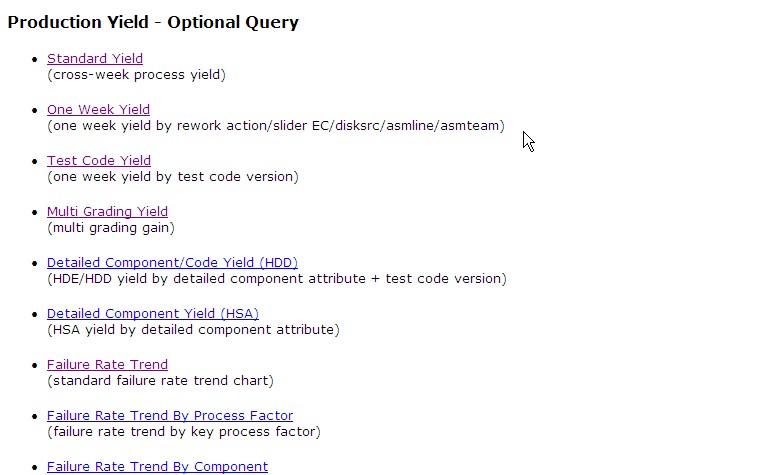 Production Yield - Optional Query
Standard Yield
(cross-week process yield)
One Week Yield
(one week yield by rework action/slider EC/disksrc/asmline/asmteam)
Test Code Yield
(one week yield by test code version)
Multi Grading Yield
(multi grading gain)
Detailed Component/Code Yield (HDD)
(HDE/HDD yield by detailed component attribute + test code version)
Detailed Component Yield (HSA)
(HSA yield by detailed component attribute)
Failure Rate Trend
(standard failure rate trend chart)
Failure Rate Trend By Process Factor
(failure rate trend by key process factor)
Failure Rate Trend By Component